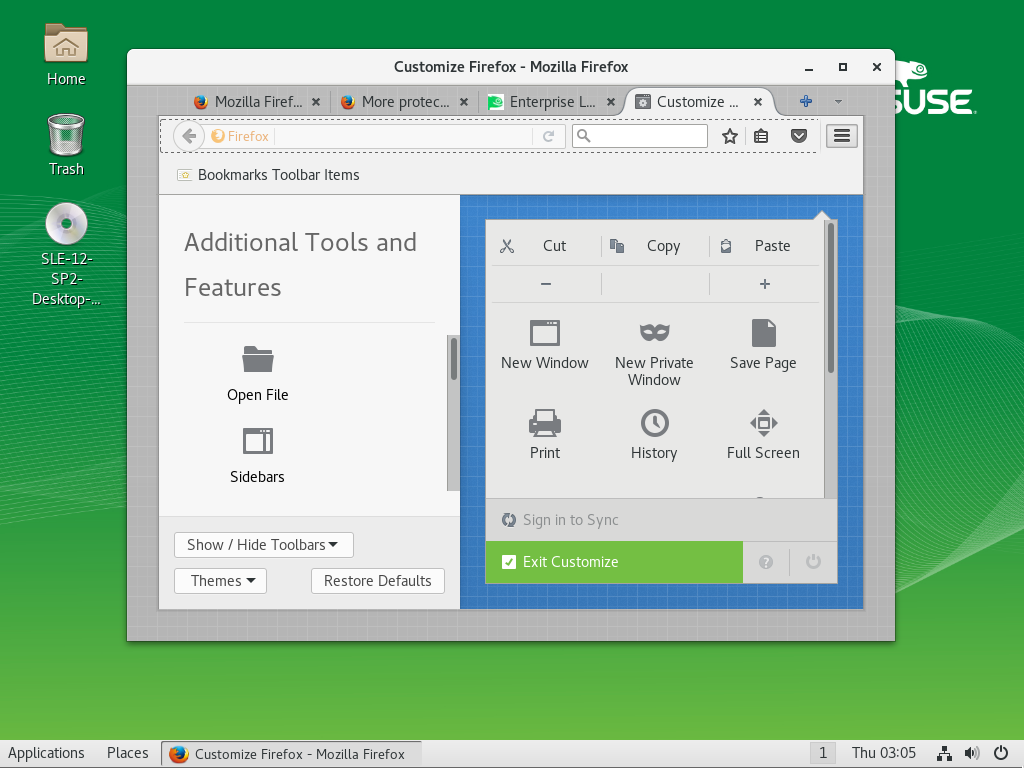 Customize Firefox - Mozilla Firefox
Home
Trash
SLE-12-
SP2-
Desktop-...
SUSE
Mozilla Firef...
More protec...
Enterprise L...
Customize ...
Firefox
Bookmarks Toolbar Items
Additional Tools and
Features
Open File
Sidebars
Show / Hide Toolbars
Themes
Restore Defaults
Cut
Copy
Paste
New Window
New Private
Window
Save Page
Print
History
Full Screen
Sign in to Sync
Exit Customize
Applications
Places
Customize Firefox - Mozilla Firefox
1
Thu 03:05